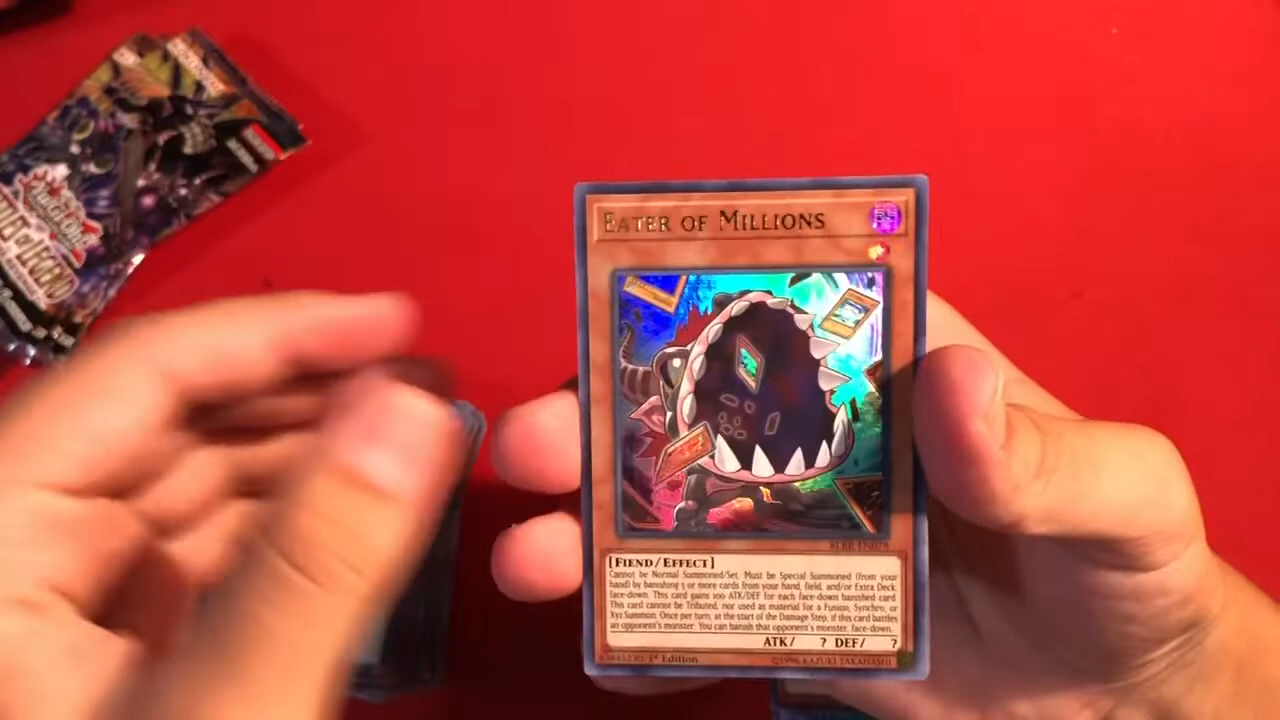 EATER OF MILLIONS
[FIEND/EFFECT]
Cannot be Normal Summoned/Set. Must be Special Summoned (from your
hand) by banishing 5 or more cards from your hand, field, and/or Extra Deck,
face-down. This card gains 100 ATK/DEF for each face-down banished card.
This card cannot be Tributed, nor used as material for a Fusion, Synchro, or
Xyz Summon. Once per turn, at the start of the Damage Step, if this card battles
an opponent's monster: You can banish that opponent's monster, face-down.
ATK/ ? DEF/ ?
1st Edition
©1996 KAZUKI TAKAHASHI